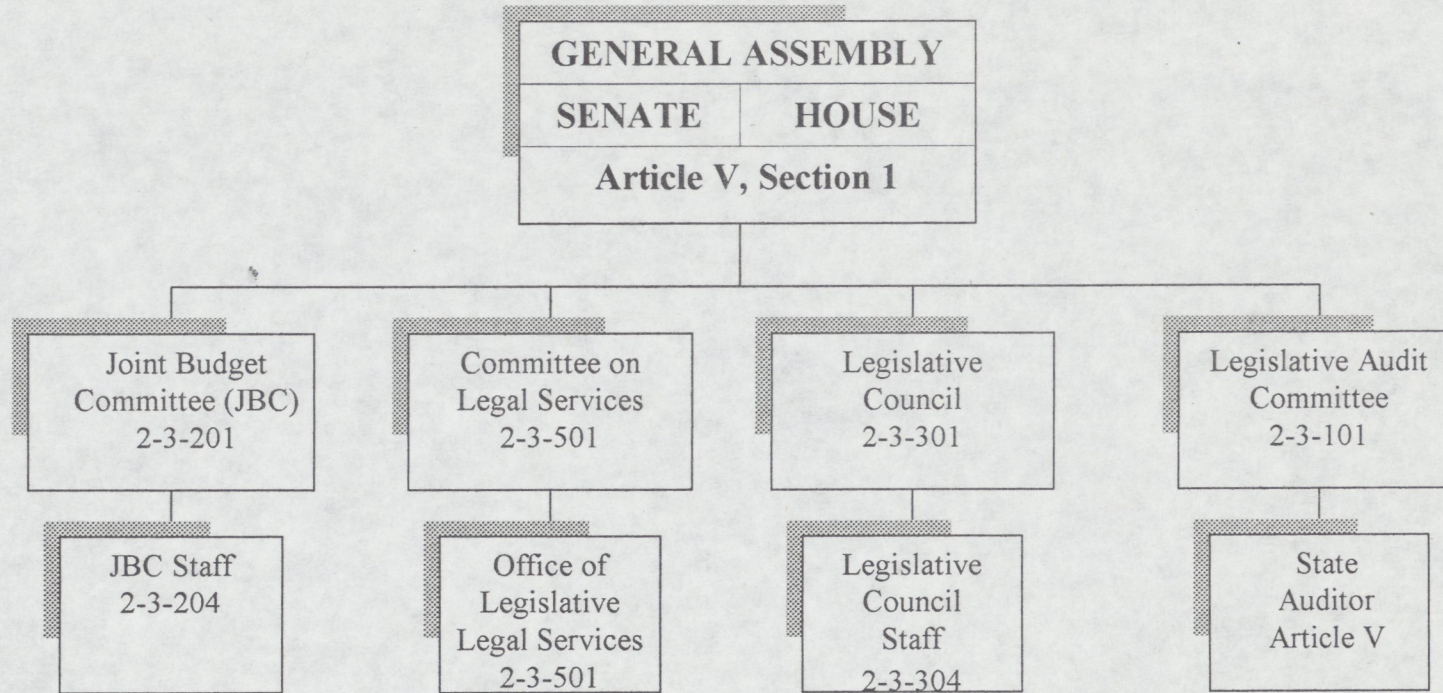 GENERAL ASSEMBLY
SENATE HOUSE
Article V, Section 1
Joint Budget
Committee (JBC)
2-3-201
Committee on
Legal Services
2-3-501
Legislative
Council
2-3-301
Legislative Audit
Committee
2-3-101
JBC Staff
2-3-204
Office of
Legislative
Legal Services
2-3-501
Legislative
Council
Staff
2-3-304
State
Auditor
Article V